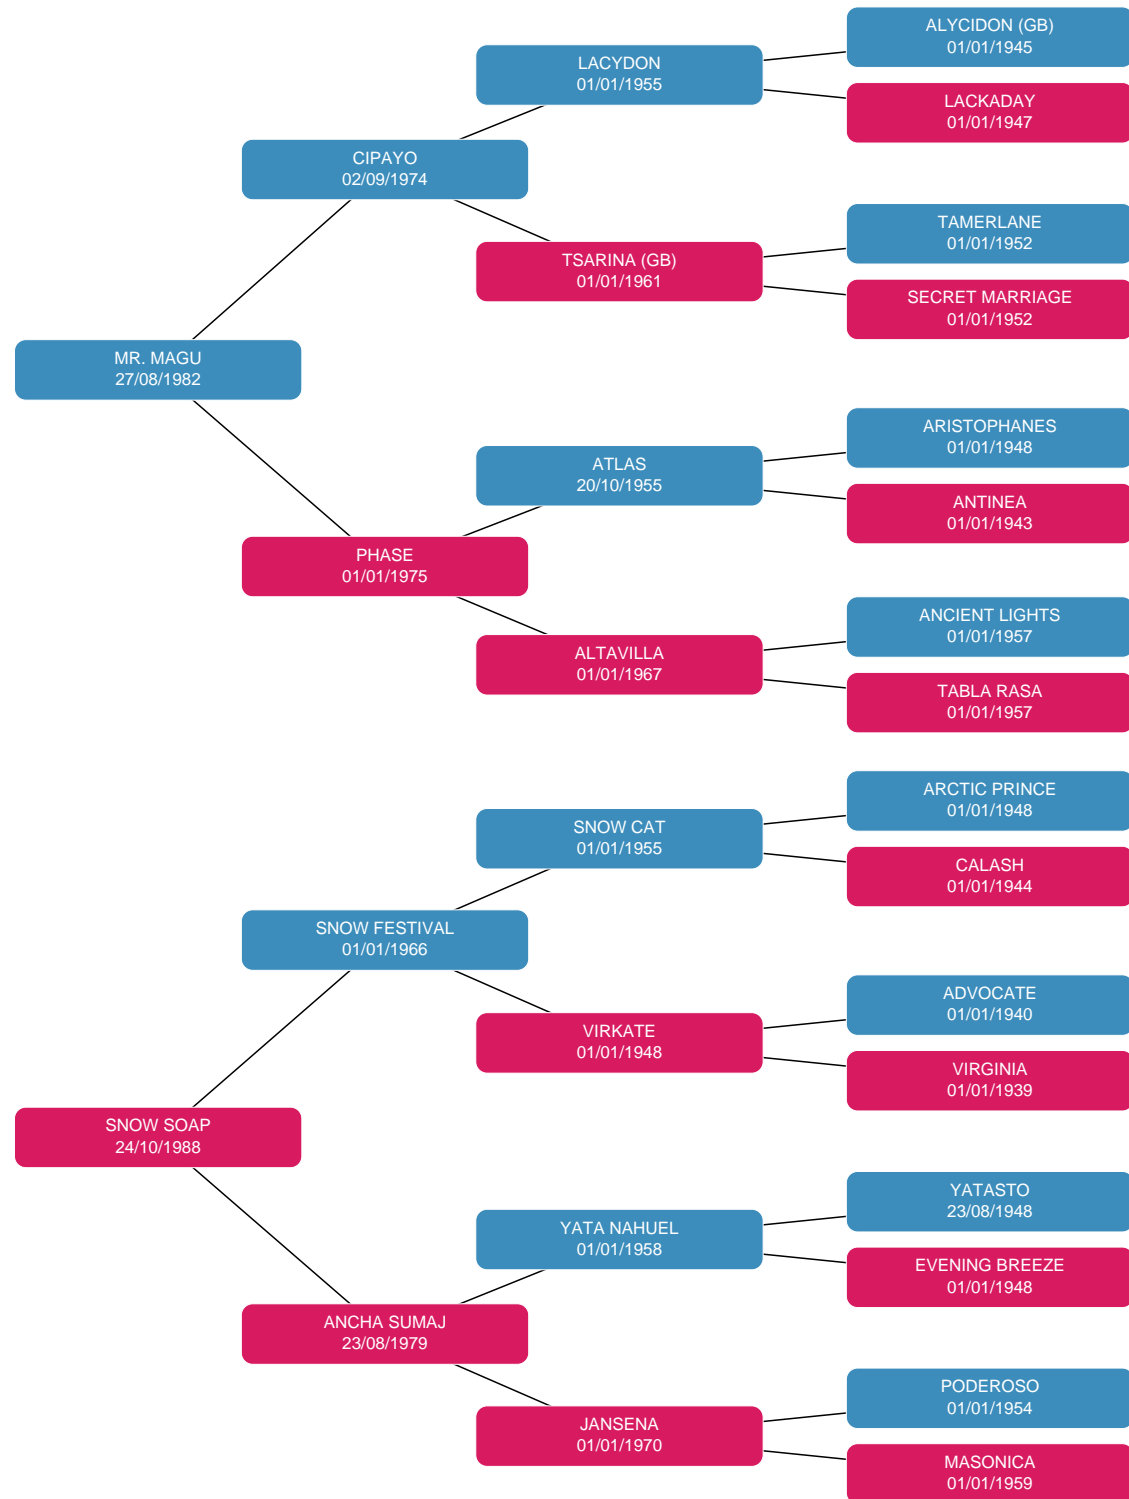 ALYCIDON (GB)
01/01/1945
LACYDON
01/01/1955
LACKADAY
01/01/1947
CIPAYO
02/09/1974
TAMERLANE
01/01/1952
TSARINA (GB)
01/01/1961
SECRET MARRIAGE
01/01/1952
MR. MAGU
27/08/1982
ARISTOPHANES
01/01/1948
ATLAS
20/10/1955
ANTINEA
01/01/1943
PHASE
01/01/1975
ANCIENT LIGHTS
01/01/1957
ALTAVILLA
01/01/1967
TABLA RASA
01/01/1957
ARCTIC PRINCE
01/01/1948
SNOW CAT
01/01/1955
CALASH
01/01/1944
SNOW FESTIVAL
01/01/1966
ADVOCATE
01/01/1940
VIRKATE
01/01/1948
VIRGINIA
01/01/1939
SNOW SOAP
24/10/1988
YATASTO
23/08/1948
YATA NAHUEL
01/01/1958
EVENING BREEZE
01/01/1948
ANCHA SUMAJ
23/08/1979
PODEROSO
01/01/1954
JANSENA
01/01/1970
MASONICA
01/01/1959